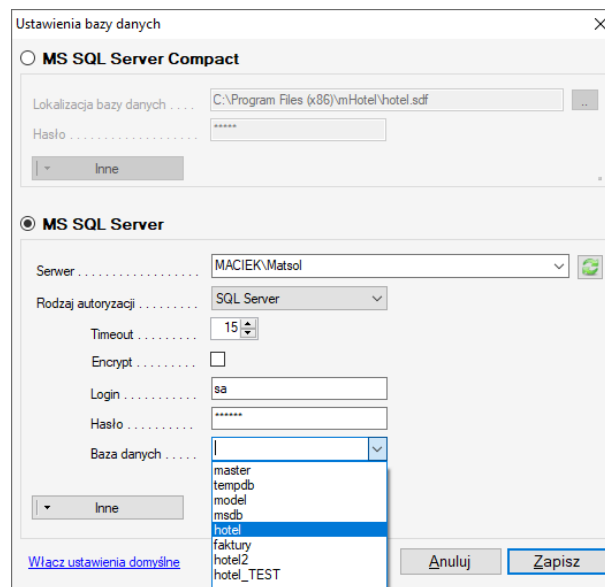 Ustawienia bazy danych
MS SQL Server Compact
Lokalizacja bazy danych . . . . C:\Program Files (x86)\mHotel\hotel.sdf ..
Hasło . . . . . . . . . . . . . . . . . . . *****
Inne
MS SQL Server
Serwer . . . . . . . . . . . . . . . . . . MACIEK\Matsol
Rodzaj autoryzacji . . . . . . . . . SQL Server
Timeout . . . . . . . . . 15
Encrypt . . . . . . . . .
Login . . . . . . . . . . . sa
Hasło . . . . . . . . . . ******
Baza danych . . . . .
master
tempdb
model
msdb
Inne
hotel
faktury
hotel2
hotel_TEST
Włącz ustawienia domyślne
Anuluj
Zapisz